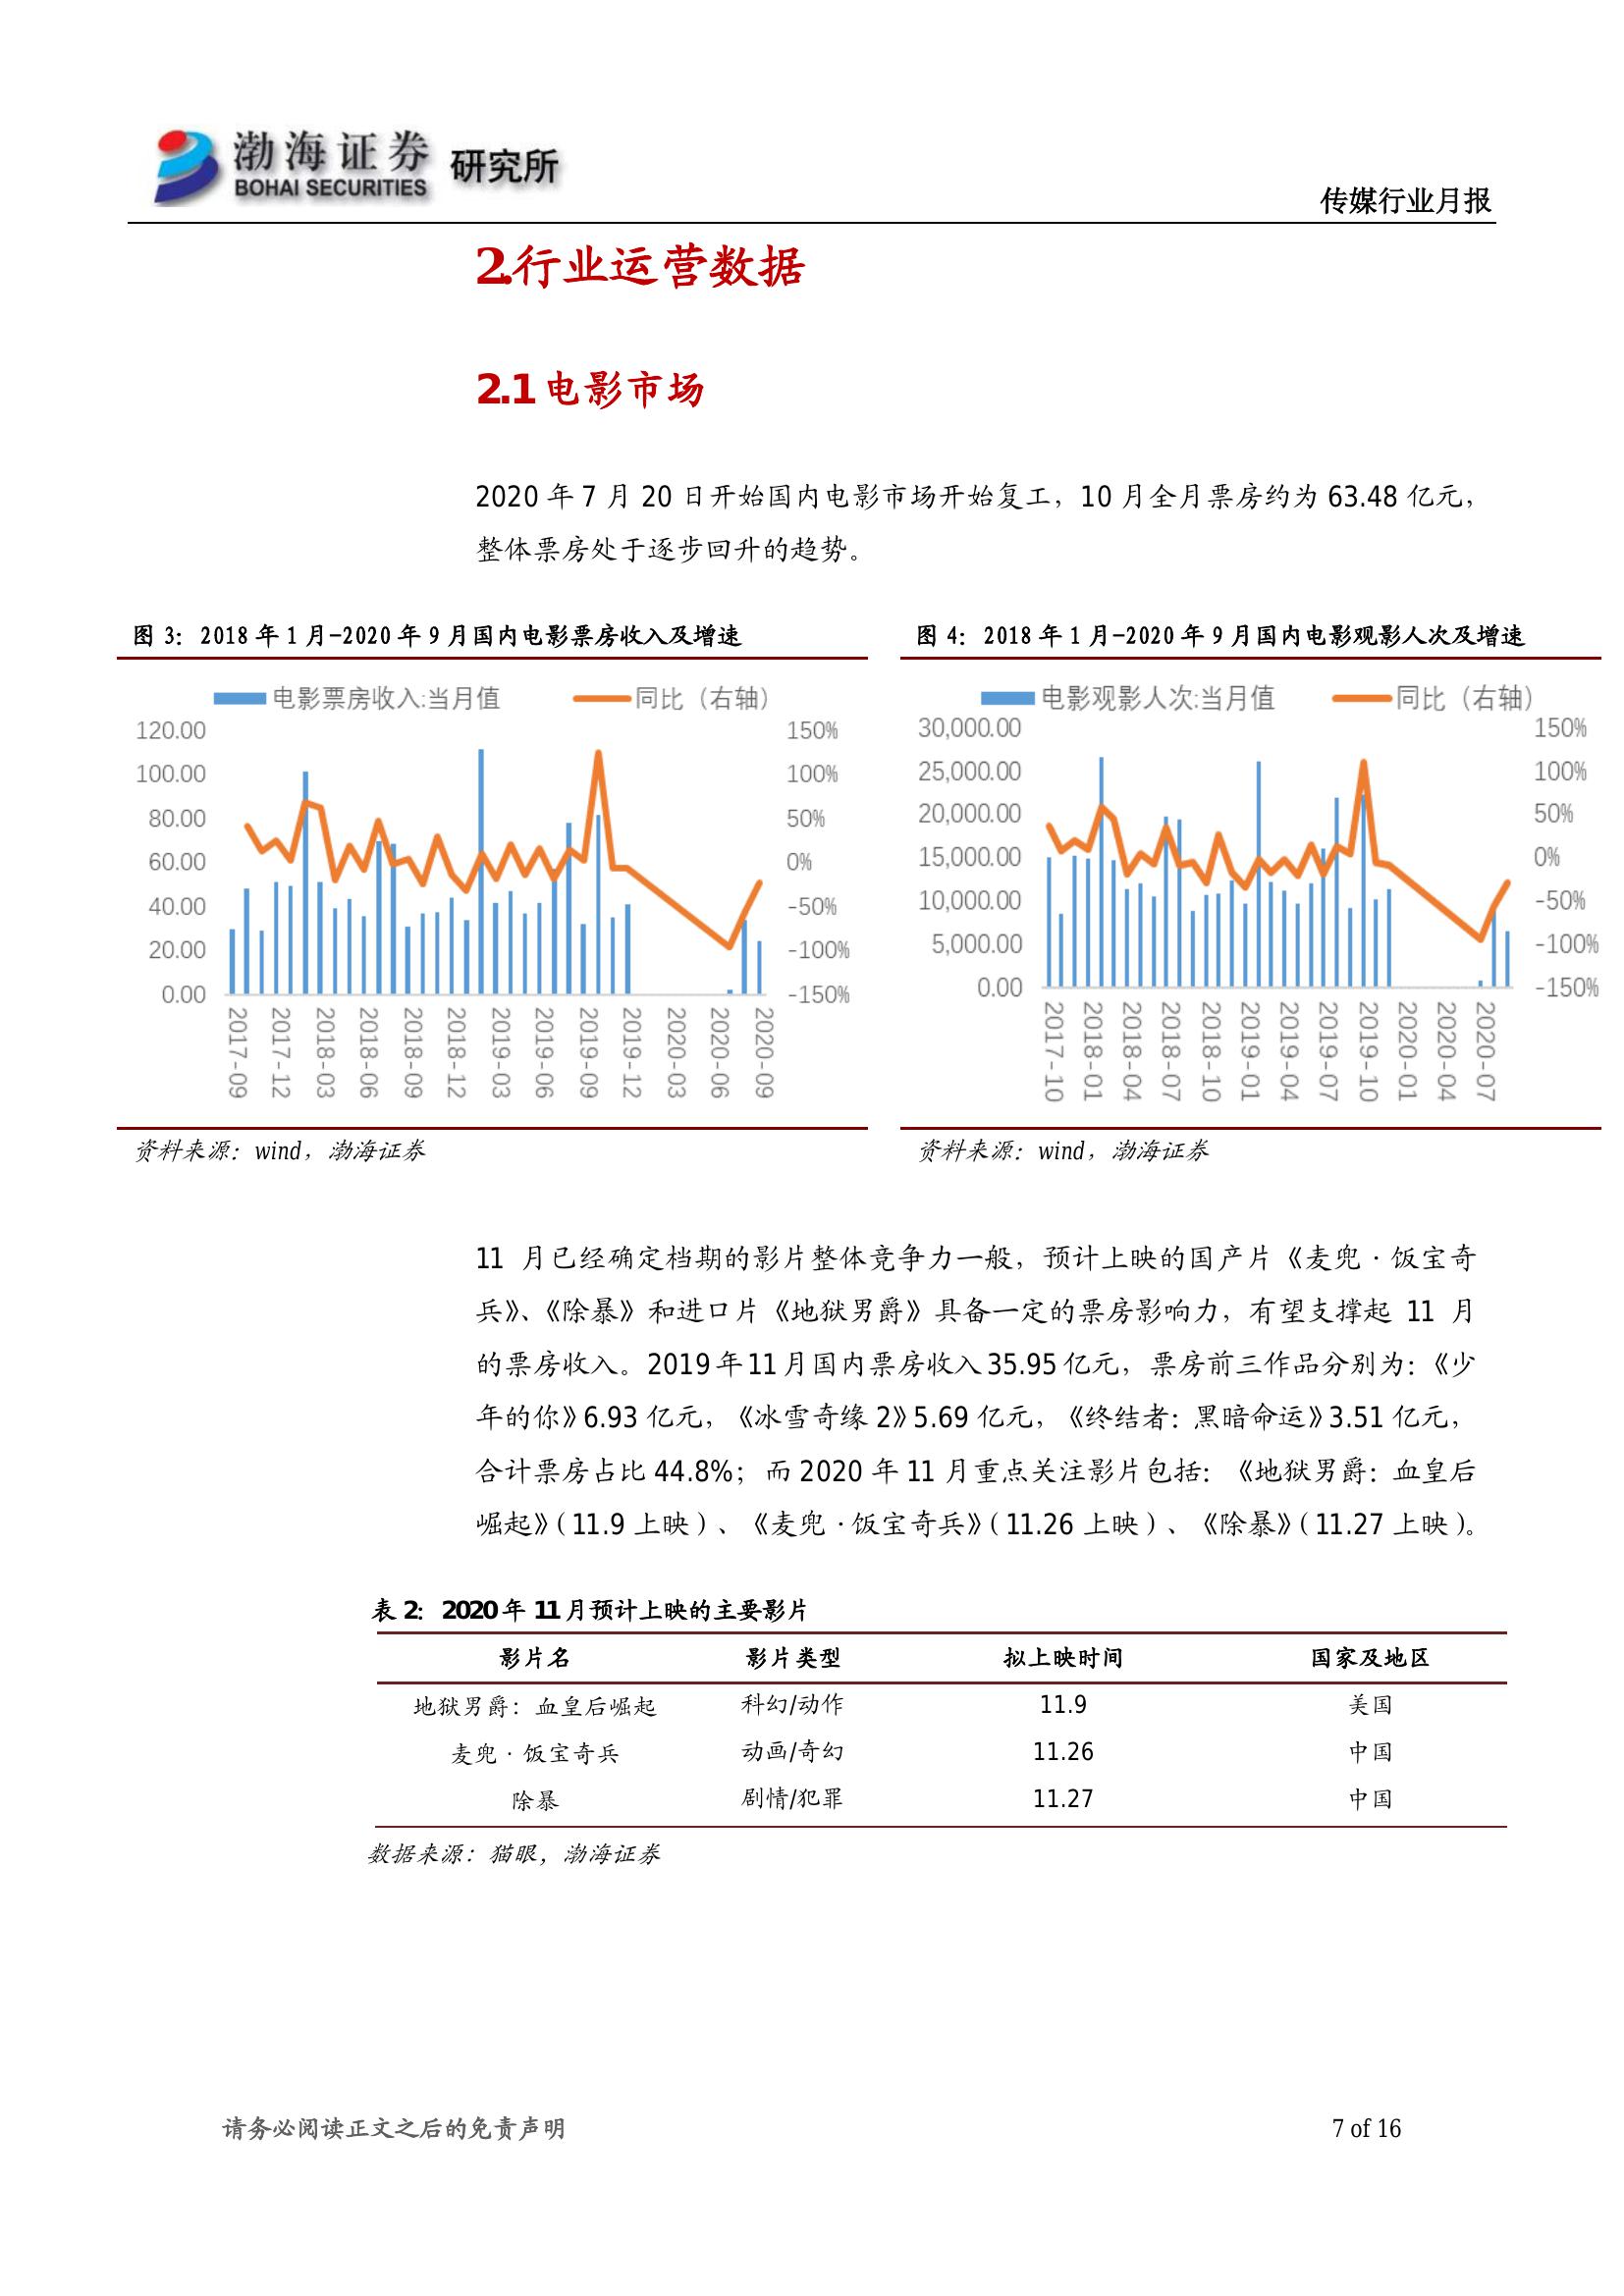 渤海证券
BOHAI SECURITIES
研究所
传媒行业月报
2.行业运营数据
2.1 电影市场
2020 年 7 月 20 日开始国内电影市场开始复工，10 月全月票房约为 63.48 亿元，
整体票房处于逐步回升的趋势。
图 3：2018 年 1 月-2020 年 9 月国内电影票房收入及增速
电影票房收入:当月值 同比（右轴）
120.00 150%
100.00 100%
80.00 50%
60.00 0%
40.00 -50%
20.00 -100%
0.00 -150%
2017-09
2017-12
2018-03
2018-06
2018-09
2018-12
2019-03
2019-06
2019-09
2019-12
2020-03
2020-06
2020-09
资料来源：wind，渤海证券
图 4：2018 年 1 月-2020 年 9 月国内电影观影人次及增速
电影观影人次:当月值 同比（右轴）
30,000.00 150%
25,000.00 100%
20,000.00 50%
15,000.00 0%
10,000.00 -50%
5,000.00 -100%
0.00 -150%
2017-10
2018-01
2018-04
2018-07
2018-10
2019-01
2019-04
2019-07
2019-10
2020-01
2020-04
2020-07
资料来源：wind，渤海证券
11 月已经确定档期的影片整体竞争力一般，预计上映的国产片《麦兜·饭宝奇
兵》、《除暴》和进口片《地狱男爵》具备一定的票房影响力，有望支撑起 11 月
的票房收入。2019 年 11 月国内票房收入 35.95 亿元，票房前三作品分别为：《少
年的你》6.93 亿元，《冰雪奇缘 2》5.69 亿元，《终结者：黑暗命运》3.51 亿元，
合计票房占比 44.8%；而 2020 年 11 月重点关注影片包括：《地狱男爵：血皇后
崛起》（11.9 上映）、《麦兜·饭宝奇兵》（11.26 上映）、《除暴》（11.27 上映）。
表 2：2020 年 11 月预计上映的主要影片
影片名 影片类型 拟上映时间 国家及地区
地狱男爵：血皇后崛起 科幻/动作 11.9 美国
麦兜·饭宝奇兵 动画/奇幻 11.26 中国
除暴 剧情/犯罪 11.27 中国
数据来源：猫眼，渤海证券
请务必阅读正文之后的免责声明 7 of 16